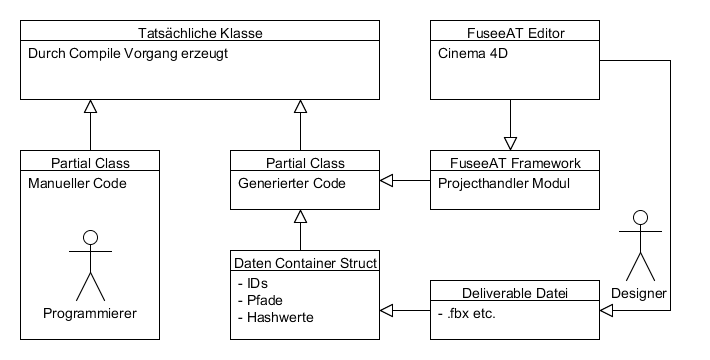 Tatsächliche Klasse
Durch Compile Vorgang erzeugt
FuseeAT Editor
Cinema 4D
Partial Class
Manueller Code
Programmierer
Partial Class
Generierter Code
FuseeAT Framework
Projecthandler Modul
Daten Container Struct
- IDs
- Pfade
- Hashwerte
Deliverable Datei
- .fbx etc.
Designer